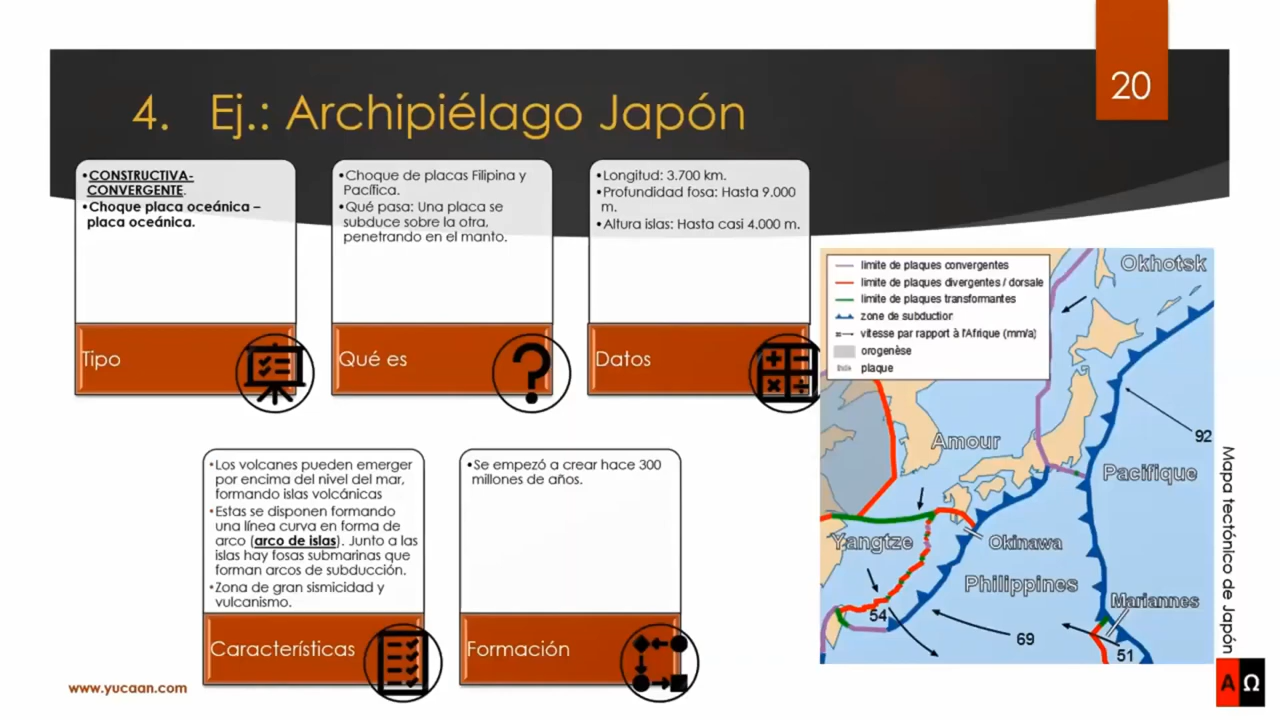 20
4. Ej.: Archipiélago Japón
•CONSTRUCTIVA-
CONVERGENTE.
•Choque placa oceánica –
placa oceánica.
Tipo
•Choque de placas Filipina y
Pacífica.
•Qué pasa: Una placa se
subduce sobre la otra,
penetrando en el manto.
Qué es
•Longitud: 3.700 km.
•Profundidad fosa: Hasta 9.000
m.
•Altura islas: Hasta casi 4.000 m.
Datos
•Los volcanes pueden emerger
por encima del nivel del mar,
formando islas volcánicas
•Estas se disponen formando
una línea curva en forma de
arco (arco de islas). Junto a las
islas hay fosas submarinas que
forman arcos de subducción.
•Zona de gran sismicidad y
vulcanismo.
Características
•Se empezó a crear hace 300
millones de años.
Formación
limite de plaques convergentes
limite de plaques divergentes / dorsale
limite de plaques transformantes
zone de subduction
vitesse par rapport à l'Afrique (mm/a)
orogenèse
plaque
Okhotsk
92
Amour
Pacifique
Yangtze
Okinawa
Philippines
Mariannes
54
69
51
Mapa tectónico de Japón
www.yucaan.com
A Ω